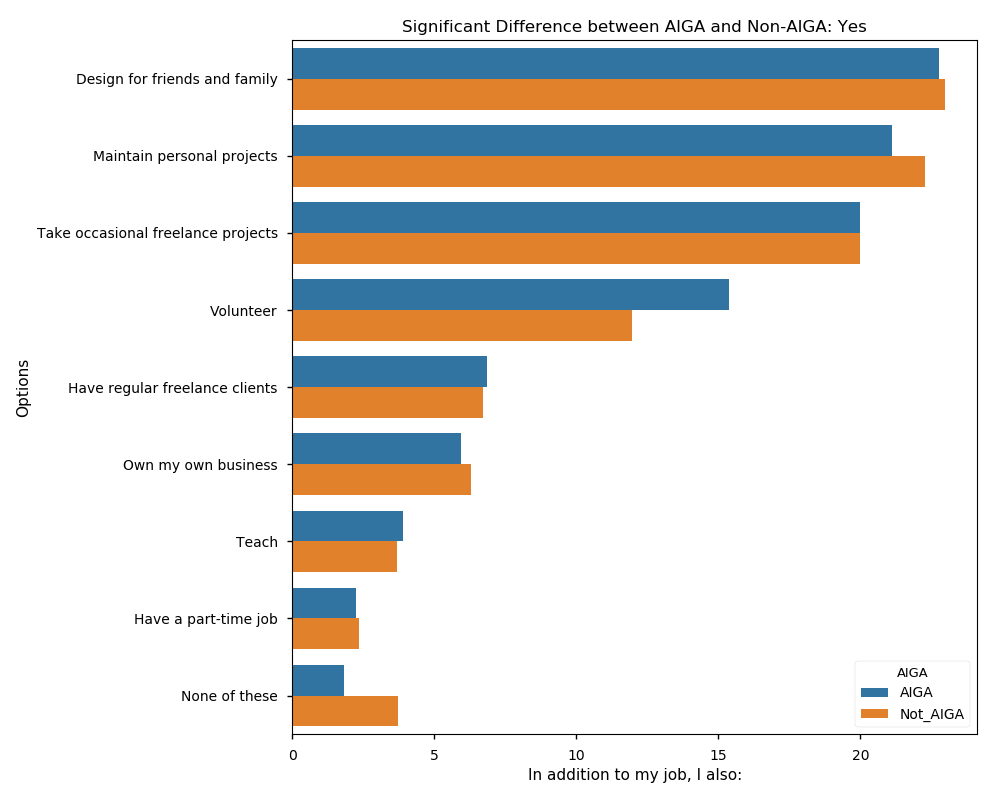 Significant Difference between AIGA and Non-AIGA: Yes
Options
Design for friends and family
Maintain personal projects
Take occasional freelance projects
Volunteer
Have regular freelance clients
Own my own business
Teach
Have a part-time job
None of these
AIGA
AIGA
Not_AIGA
0 5 10 15 20
In addition to my job, I also: